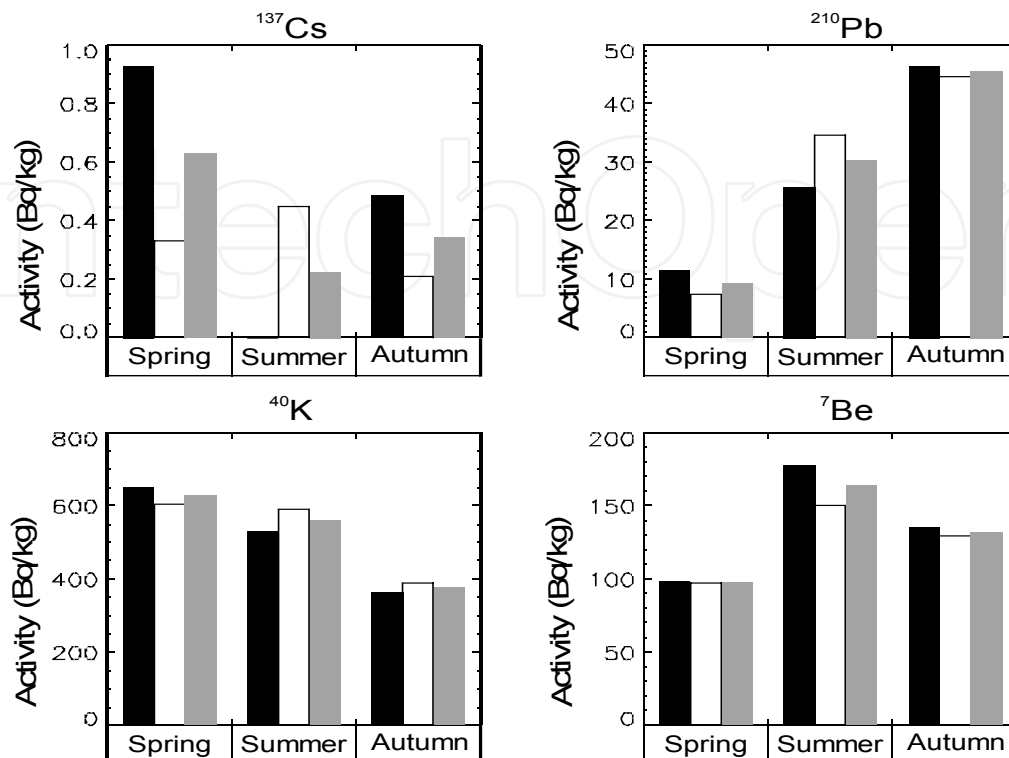 ¹³⁷Cs
Activity (Bq/kg)
1.0
0.8
0.6
0.4
0.2
0.0
Spring Summer Autumn
²¹⁰Pb
Activity (Bq/kg)
50
40
30
20
10
0
Spring Summer Autumn
⁴⁰K
Activity (Bq/kg)
800
600
400
200
0
Spring Summer Autumn
⁷Be
Activity (Bq/kg)
200
150
100
50
0
Spring Summer Autumn
ntechOpe